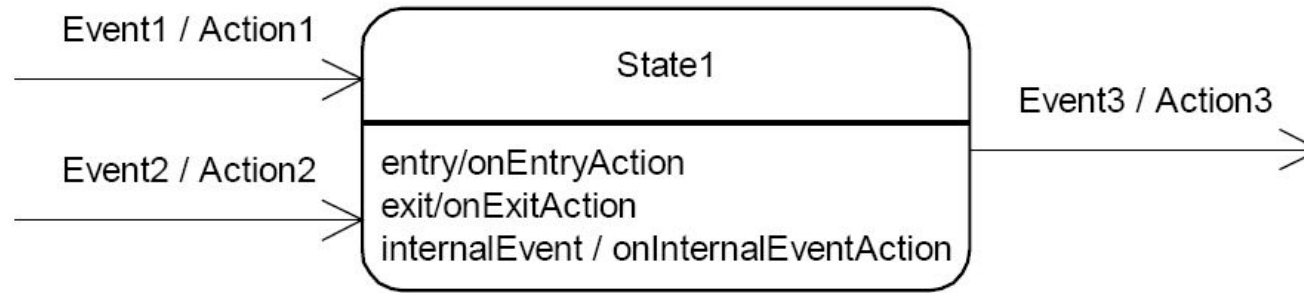 Event1 / Action1
State1
Event3 / Action3
Event2 / Action2
entry/onEntryAction
exit/onExitAction
internalEvent / onInternalEventAction